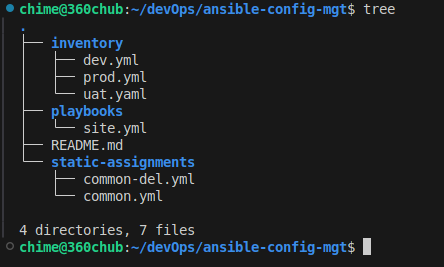 chime@360chub:~/devOps/ansible-config-mgt$ tree
.
├── inventory
│   ├── dev.yml
│   ├── prod.yml
│   └── uat.yaml
├── playbooks
│   └── site.yml
├── README.md
└── static-assignments
    ├── common-del.yml
    └── common.yml
4 directories, 7 files
chime@360chub:~/devOps/ansible-config-mgt$